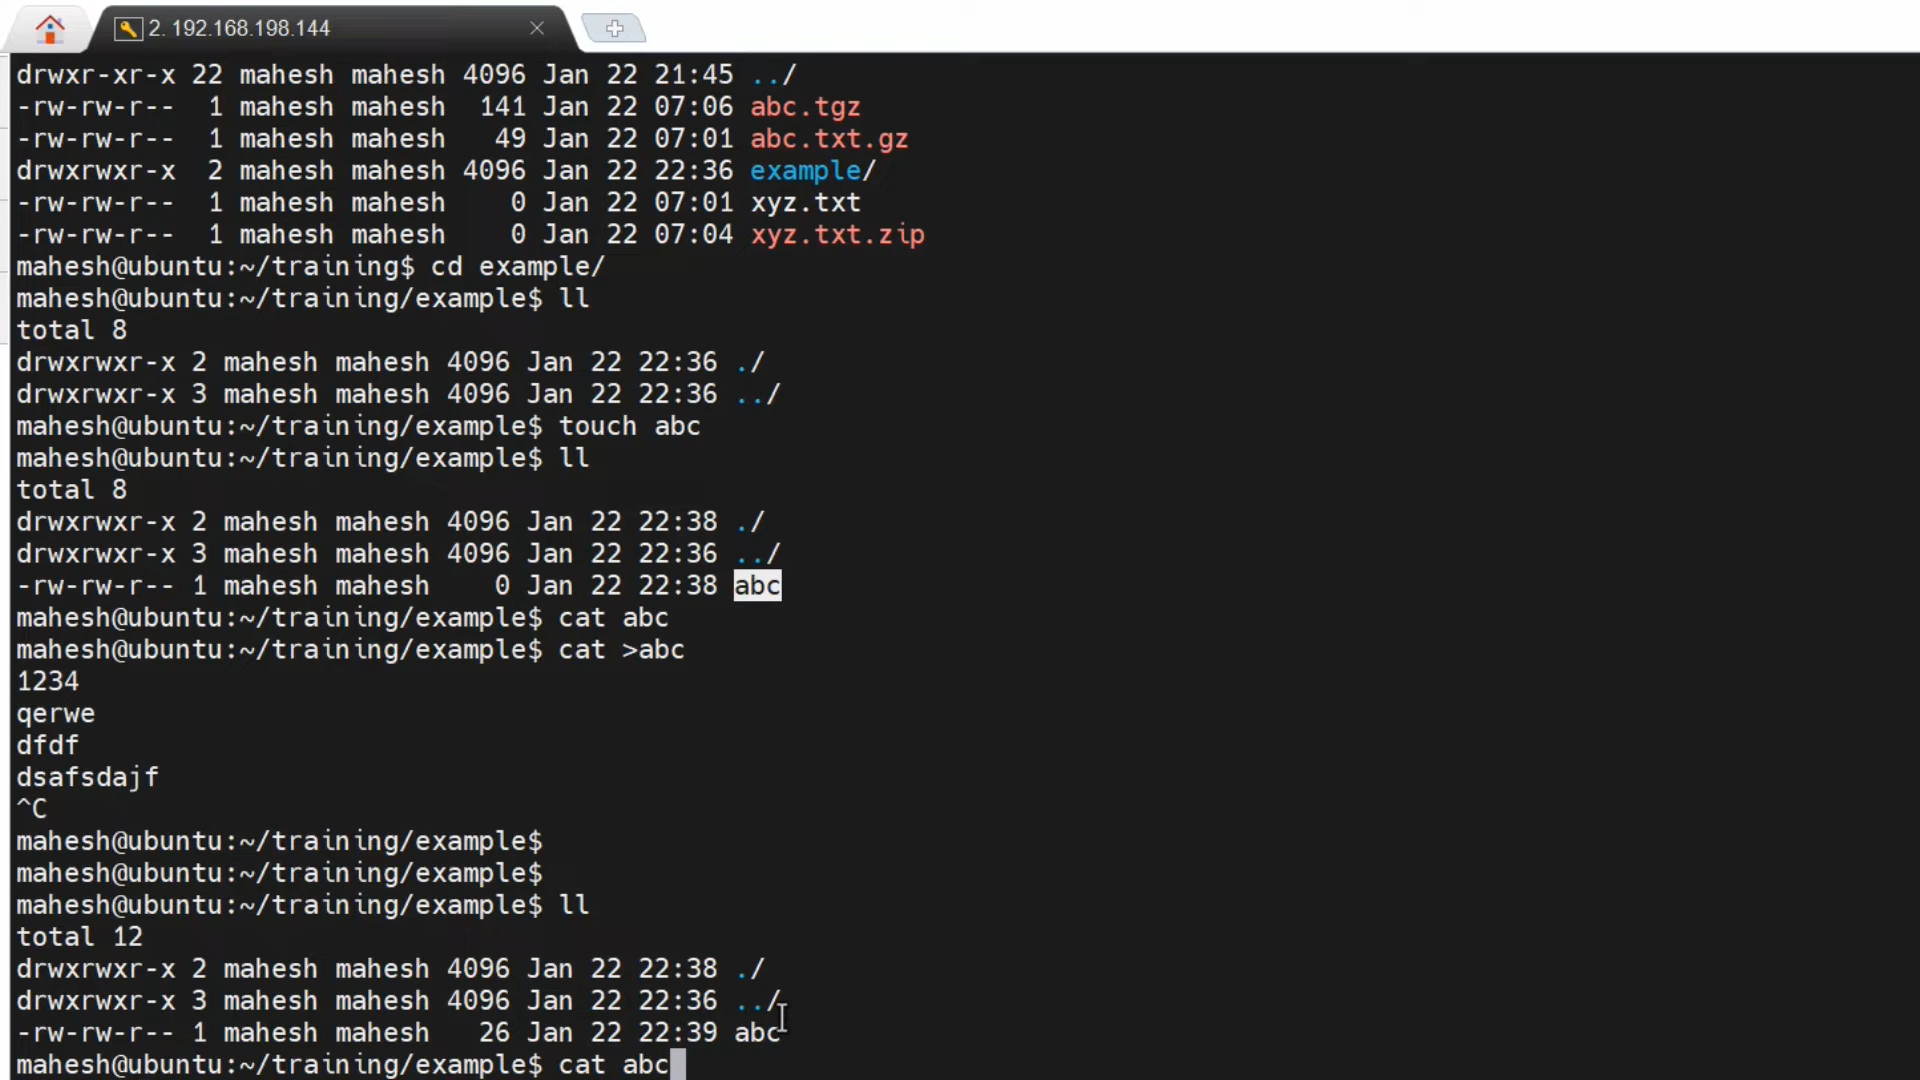 2. 192.168.198.144
drwxr-xr-x 22 mahesh mahesh 4096 Jan 22 21:45 ../
-rw-rw-r--  1 mahesh mahesh  141 Jan 22 07:06 abc.tgz
-rw-rw-r--  1 mahesh mahesh   49 Jan 22 07:01 abc.txt.gz
drwxrwxr-x  2 mahesh mahesh 4096 Jan 22 22:36 example/
-rw-rw-r--  1 mahesh mahesh    0 Jan 22 07:01 xyz.txt
-rw-rw-r--  1 mahesh mahesh    0 Jan 22 07:04 xyz.txt.zip
mahesh@ubuntu:~/training$ cd example/
mahesh@ubuntu:~/training/example$ ll
total 8
drwxrwxr-x 2 mahesh mahesh 4096 Jan 22 22:36 ./
drwxrwxr-x 3 mahesh mahesh 4096 Jan 22 22:36 ../
mahesh@ubuntu:~/training/example$ touch abc
mahesh@ubuntu:~/training/example$ ll
total 8
drwxrwxr-x 2 mahesh mahesh 4096 Jan 22 22:38 ./
drwxrwxr-x 3 mahesh mahesh 4096 Jan 22 22:36 ../
-rw-rw-r-- 1 mahesh mahesh    0 Jan 22 22:38 abc
mahesh@ubuntu:~/training/example$ cat abc
mahesh@ubuntu:~/training/example$ cat >abc
1234
qerwe
dfdf
dsafsdajf
^C
mahesh@ubuntu:~/training/example$
mahesh@ubuntu:~/training/example$
mahesh@ubuntu:~/training/example$ ll
total 12
drwxrwxr-x 2 mahesh mahesh 4096 Jan 22 22:38 ./
drwxrwxr-x 3 mahesh mahesh 4096 Jan 22 22:36 ../
-rw-rw-r-- 1 mahesh mahesh   26 Jan 22 22:39 abc
mahesh@ubuntu:~/training/example$ cat abc